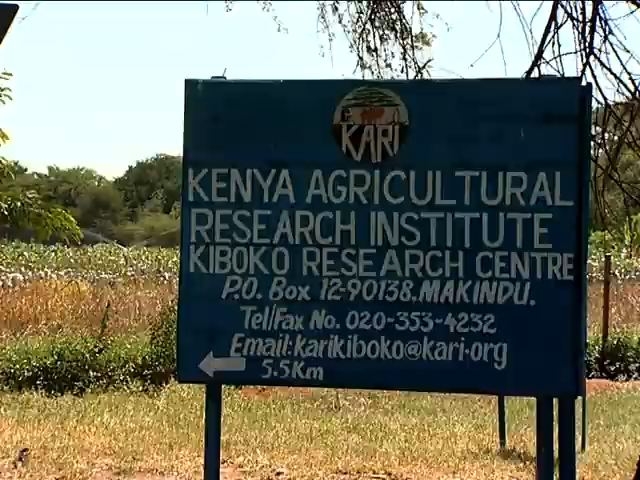 KARI
KENYA AGRICULTURAL
RESEARCH INSTITUTE
KIBOKO RESEARCH CENTRE
P.O. Box 12-90138.MAKINDU.
Tel/Fax No. 020-353-4232
Email:karikiboko@kari.org
5.5Km